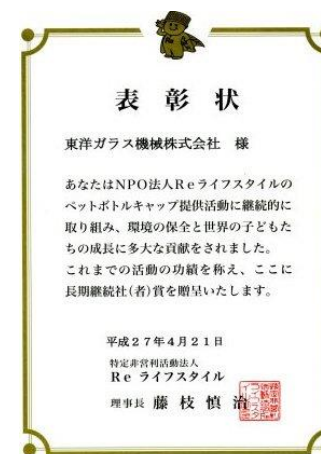 表彰状
東洋ガラス機械株式会社 様
あなたはNPO法人Reライフスタイルの
ペットボトルキャップ提供活動に継続的に
取り組み、環境の保全と世界の子どもた
ちの成長に多大な貢献をされました。
これまでの活動の功績を称え、ここに
長期継続社(者)賞を贈呈いたします。
平成27年4月21日
特定非営利活動法人
Re ライフスタイル
理事長 藤枝慎治